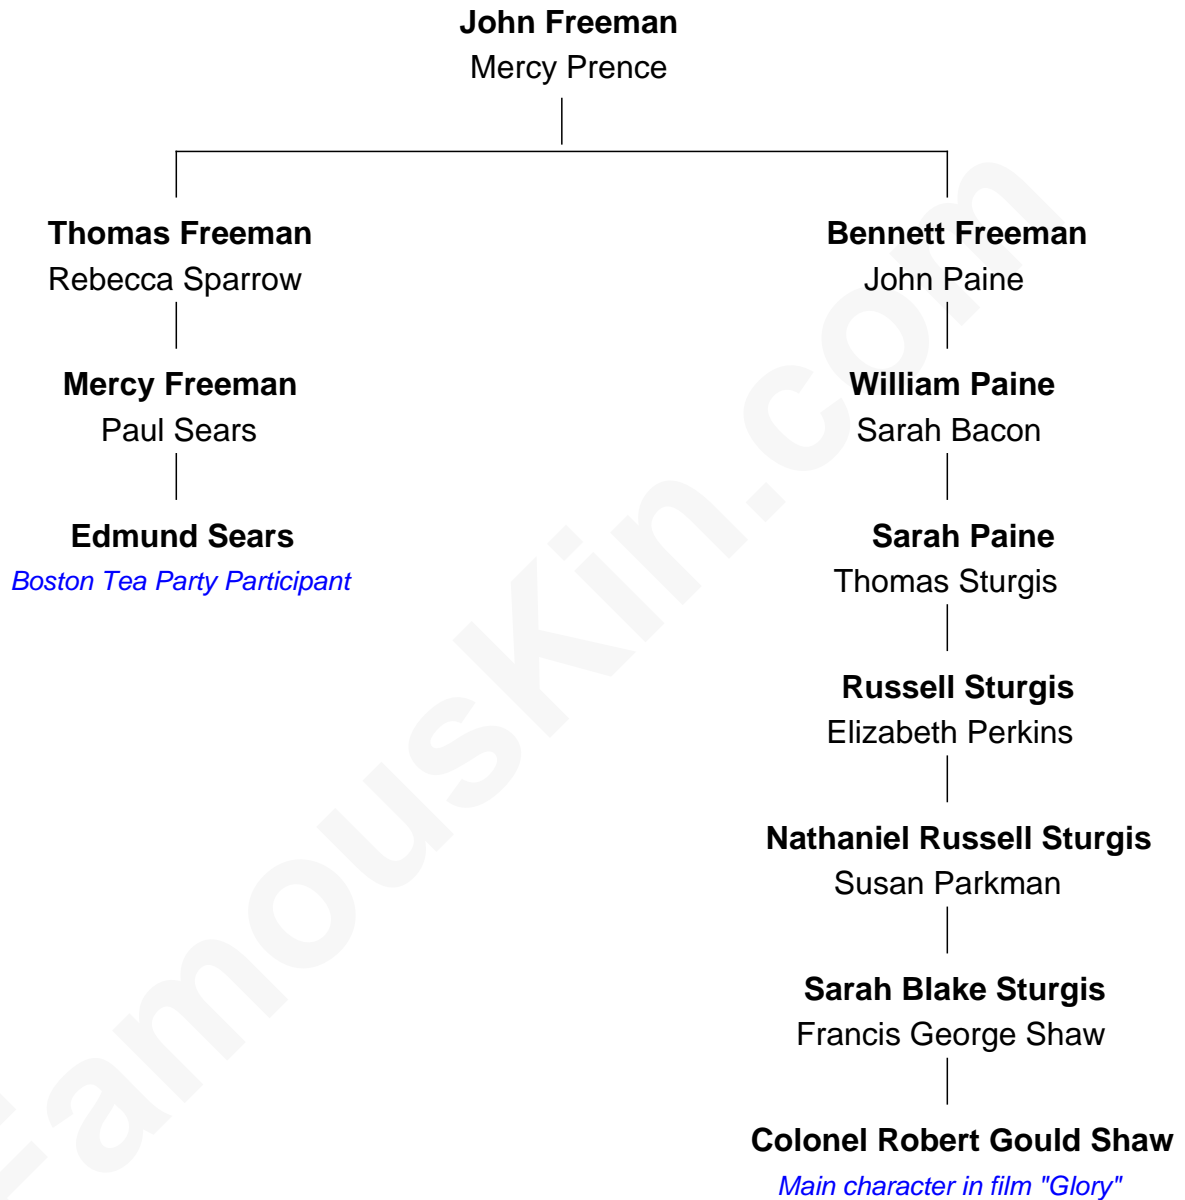 John Freeman
Mercy Prence
Thomas Freeman
Rebecca Sparrow
Mercy Freeman
Paul Sears
Edmund Sears
Boston Tea Party Participant
Bennett Freeman
John Paine
William Paine
Sarah Bacon
Sarah Paine
Thomas Sturgis
Russell Sturgis
Elizabeth Perkins
Nathaniel Russell Sturgis
Susan Parkman
Sarah Blake Sturgis
Francis George Shaw
Colonel Robert Gould Shaw
Main character in film "Glory"
FamousKin.com